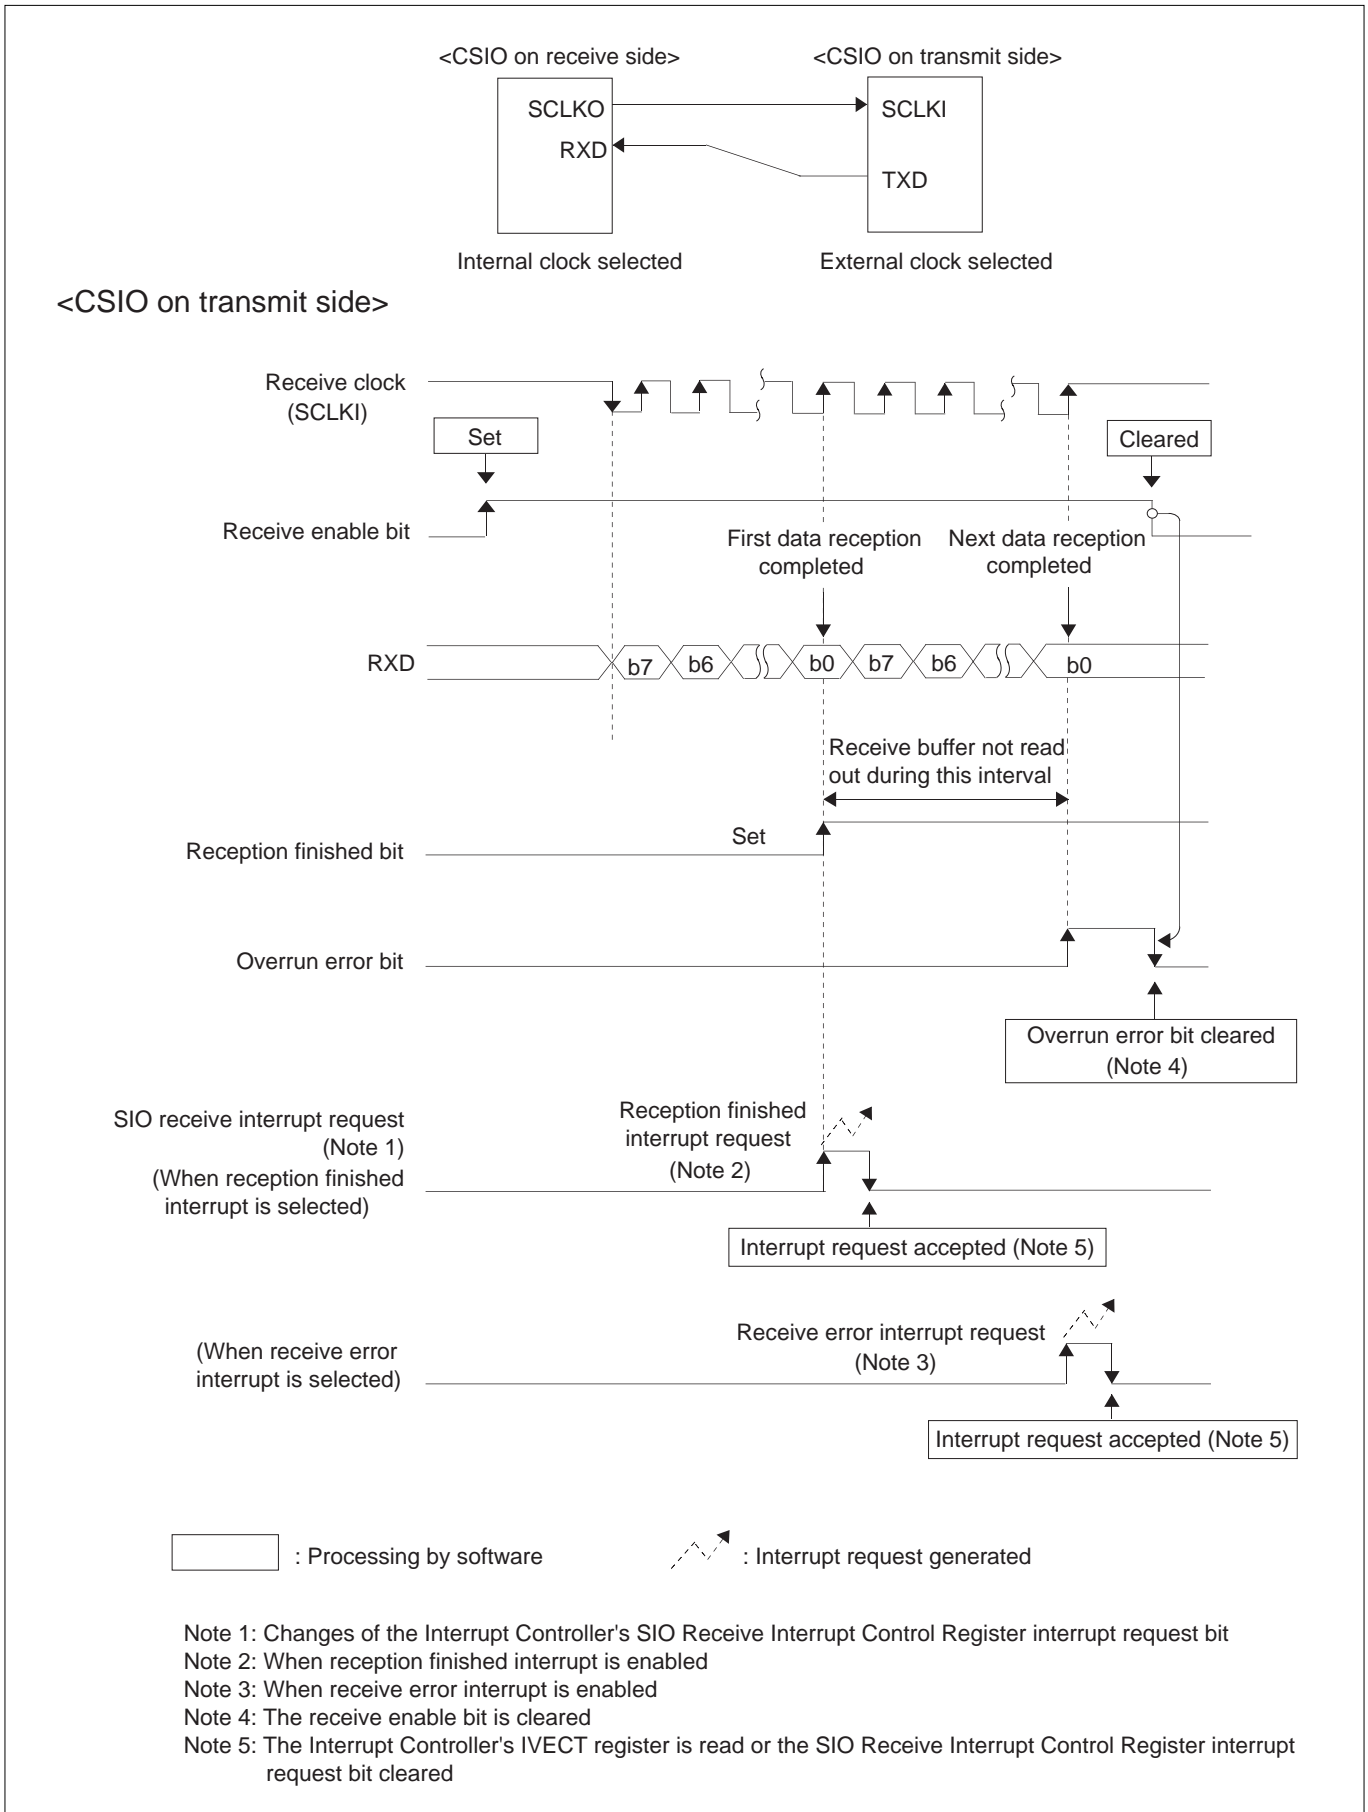 <CSIO on receive side>
<CSIO on transmit side>
SCLKO
SCLKI
RXD
TXD
Internal clock selected
External clock selected
<CSIO on transmit side>
Receive clock
(SCLKI)
Set
Cleared
Receive enable bit
First data reception
completed
Next data reception
completed
RXD
b7
b6
b0
b7
b6
b0
Receive buffer not read
out during this interval
Set
Reception finished bit
Overrun error bit
Overrun error bit cleared
(Note 4)
SIO receive interrupt request
(Note 1)
(When reception finished
interrupt is selected)
Reception finished
interrupt request
(Note 2)
Interrupt request accepted (Note 5)
(When receive error
interrupt is selected)
Receive error interrupt request
(Note 3)
Interrupt request accepted (Note 5)
: Processing by software
: Interrupt request generated
Note 1: Changes of the Interrupt Controller's SIO Receive Interrupt Control Register interrupt request bit
Note 2: When reception finished interrupt is enabled
Note 3: When receive error interrupt is enabled
Note 4: The receive enable bit is cleared
Note 5: The Interrupt Controller's IVECT register is read or the SIO Receive Interrupt Control Register interrupt
request bit cleared